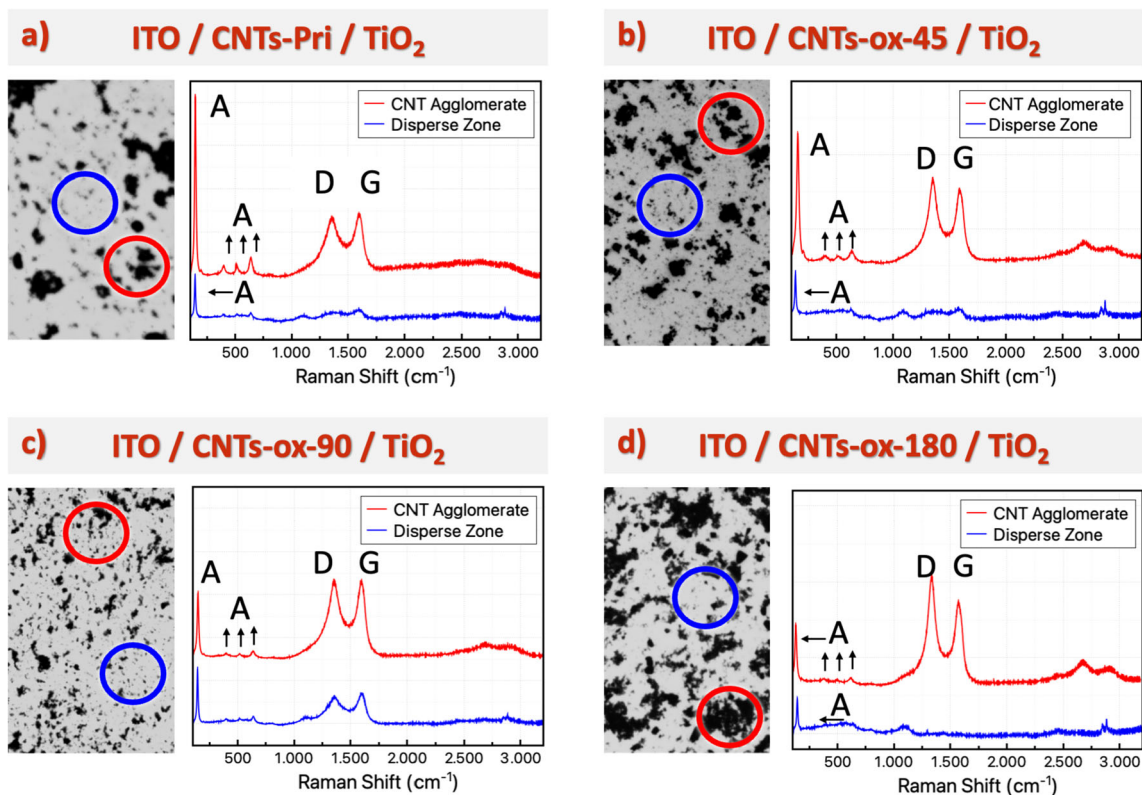 a) ITO / CNTs-Pri / TiO₂
A
CNT Agglomerate
Disperse Zone
D G
A
A
500 1.000 1.500 2.000 2.500 3.000
Raman Shift (cm⁻¹)
b) ITO / CNTs-ox-45 / TiO₂
CNT Agglomerate
Disperse Zone
A D G
A
A
500 1.000 1.500 2.000 2.500 3.000
Raman Shift (cm⁻¹)
c) ITO / CNTs-ox-90 / TiO₂
CNT Agglomerate
Disperse Zone
A D G
A
500 1.000 1.500 2.000 2.500 3.000
Raman Shift (cm⁻¹)
d) ITO / CNTs-ox-180 / TiO₂
CNT Agglomerate
Disperse Zone
D G
A
A
500 1.000 1.500 2.000 2.500 3.000
Raman Shift (cm⁻¹)